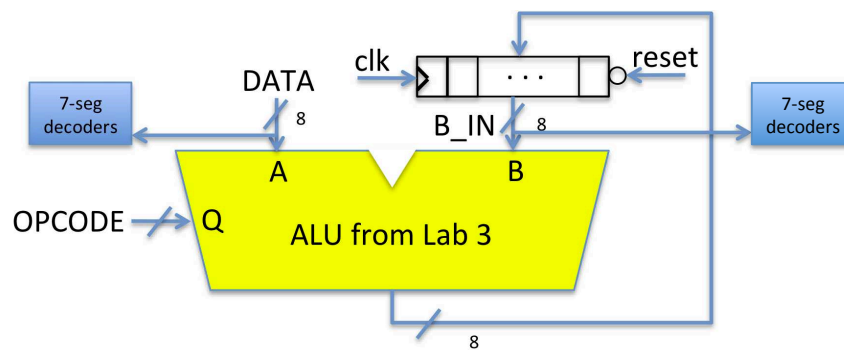 clk
reset
DATA
7-seg
decoders
8
B_IN
8
7-seg
decoders
A
B
OPCODE
Q
ALU from Lab 3
8
. . .